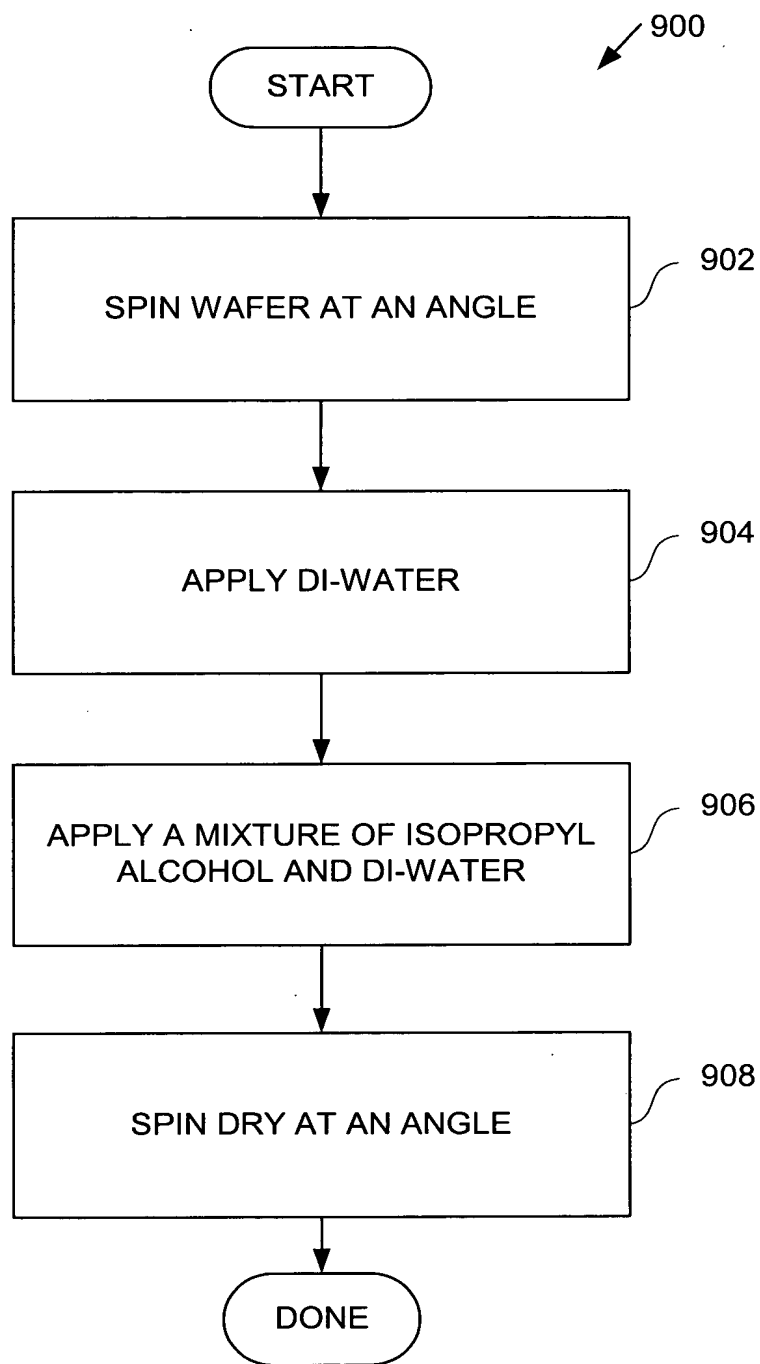 900
START
SPIN WAFER AT AN ANGLE
902
APPLY DI-WATER
904
APPLY A MIXTURE OF ISOPROPYL
ALCOHOL AND DI-WATER
906
SPIN DRY AT AN ANGLE
908
DONE